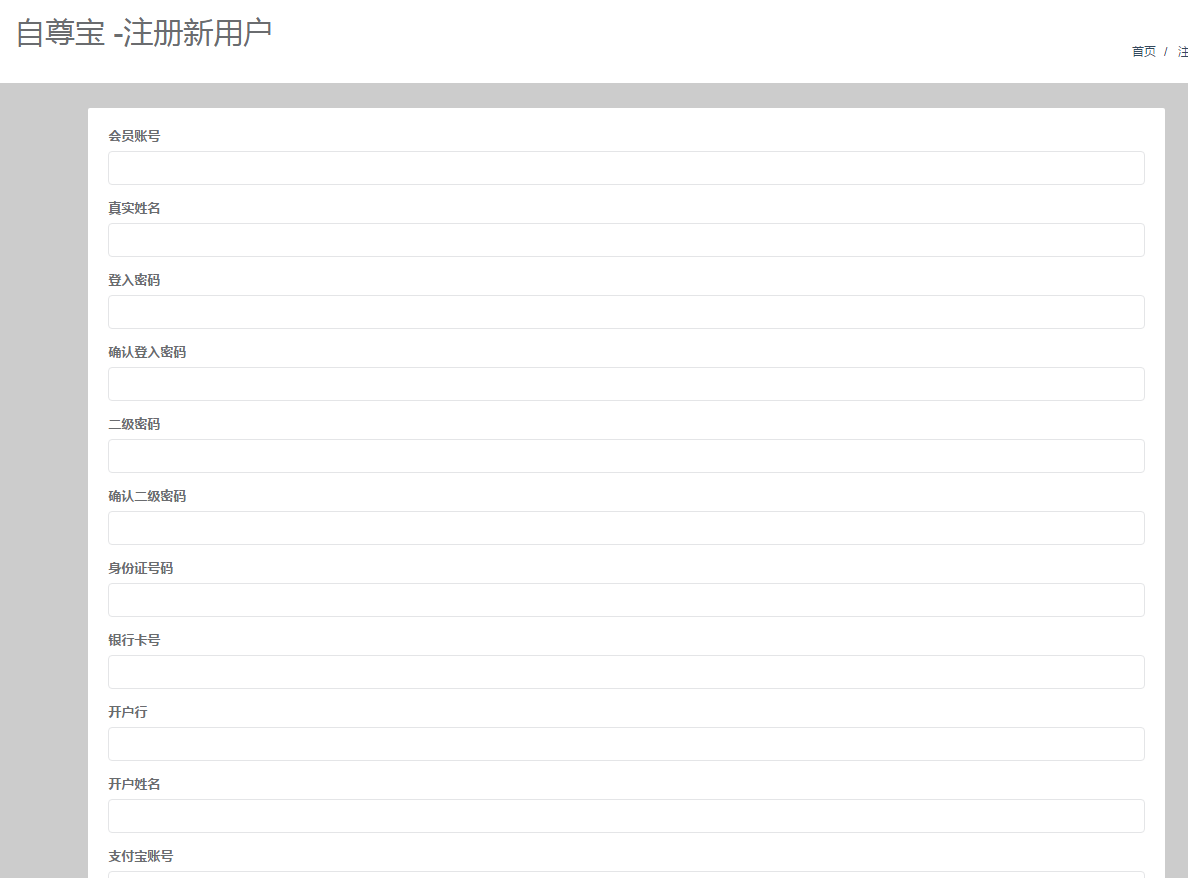 自尊宝 -注册新用户
首页 / 注
会员账号
真实姓名
登入密码
确认登入密码
二级密码
确认二级密码
身份证号码
银行卡号
开户行
开户姓名
支付宝账号